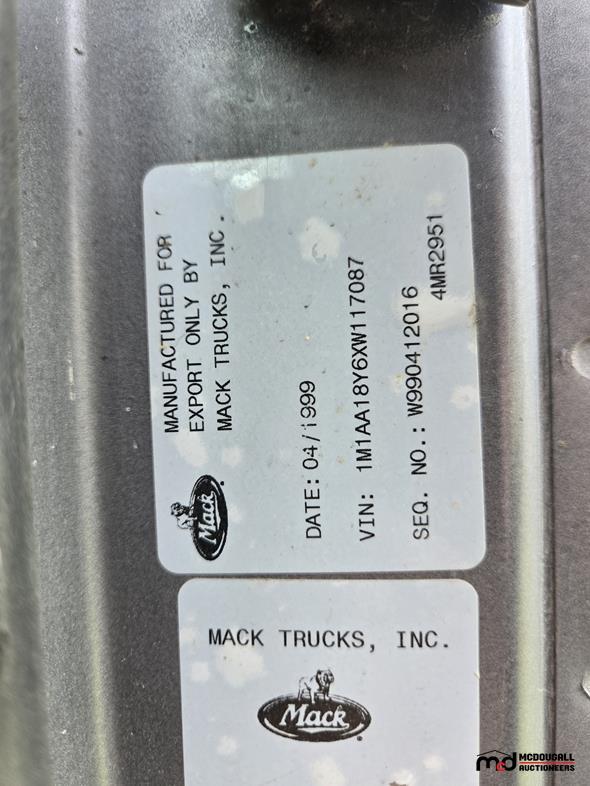 MANUFACTURED FOR
EXPORT ONLY BY
MACK TRUCKS, INC.
Mack
DATE: 04/1999
VIN: 1M1AA18Y6XW117087
SEQ. NO.: W990412016
4MR2951
MACK TRUCKS, INC.
Mack
mcd MCDOUGALL
AUCTIONEERS